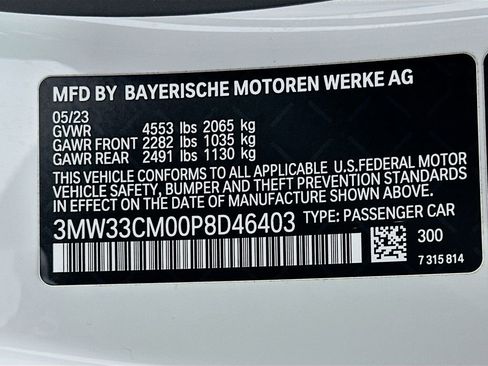 MFD BY BAYERISCHE MOTOREN WERKE AG
05/23
GVWR 4553 lbs 2065 kg
GAWR FRONT 2282 lbs 1035 kg
GAWR REAR 2491 lbs 1130 kg
THIS VEHICLE CONFORMS TO ALL APPLICABLE U.S.FEDERAL MOTOR
VEHICLE SAFETY, BUMPER AND THEFT PREVENTION STANDARDS
IN EFFECT ON THE DATE OF MANUFACTURE SHOWN ABOVE.
3MW33CM00P8D46403 TYPE: PASSENGER CAR
300
7 315 814